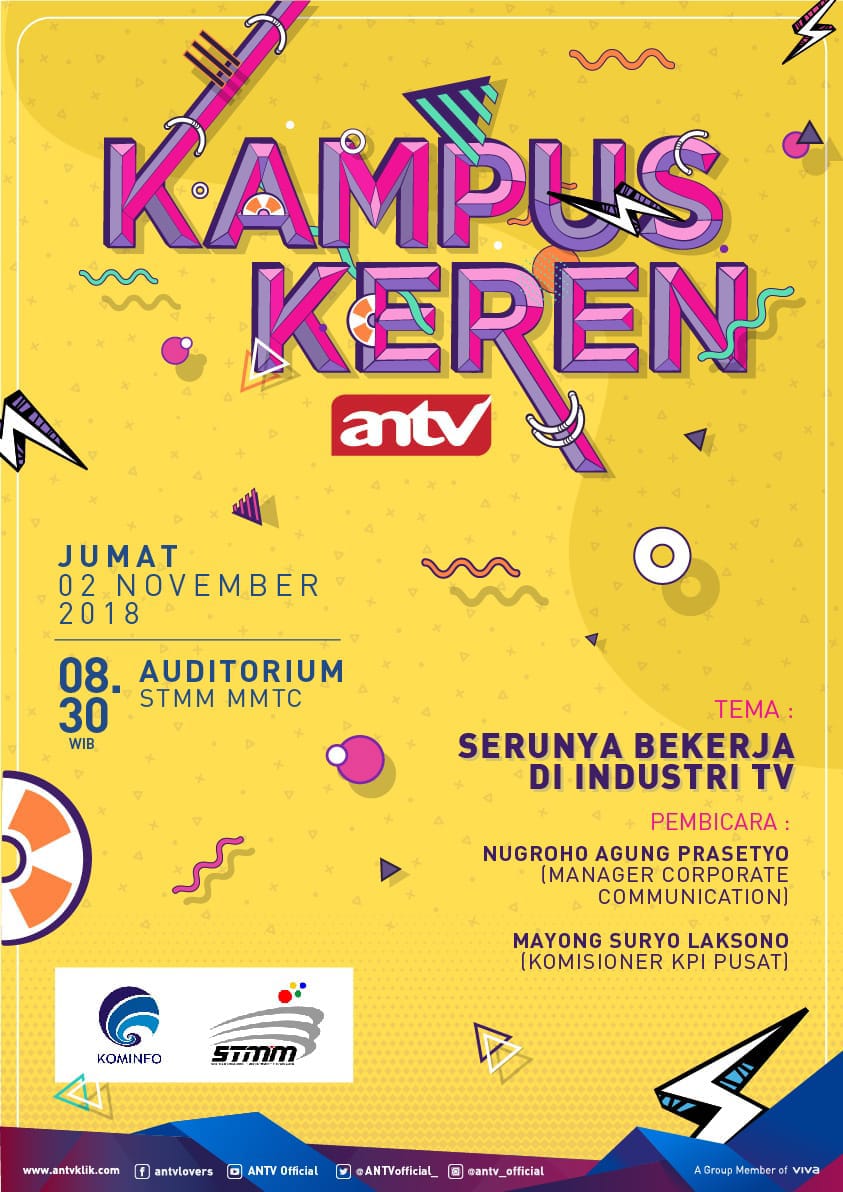 KAMPUS
KEREN
antv
JUMAT
02 NOVEMBER
2018
08.
30
WIB
AUDITORIUM
STMM MMTC
TEMA :
SERUNYA BEKERJA
DI INDUSTRI TV
PEMBICARA :
NUGROHO AGUNG PRASETYO
(MANAGER CORPORATE
COMMUNICATION)
MAYONG SURYO LAKSONO
(KOMISIONER KPI PUSAT)
KOMINFO
STMM
www.antvklik.com antvlovers ANTV Official @ANTVofficial_ @antv_official A Group Member of VIVA